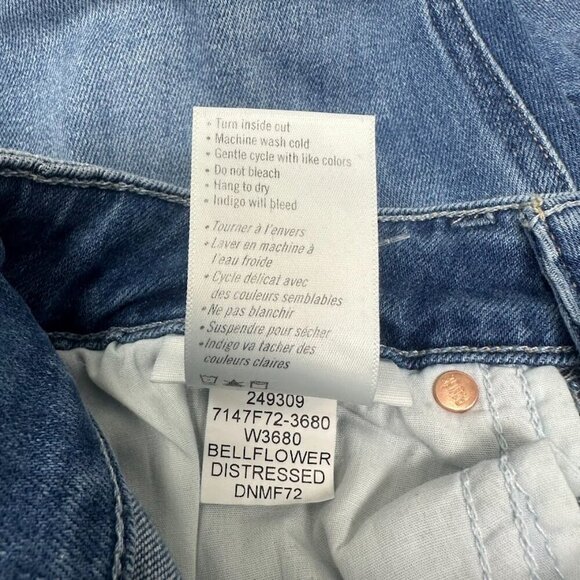 • Turn inside out
• Machine wash cold
• Gentle cycle with like colors
• Do not bleach
• Hang to dry
• Indigo will bleed
• Tourner à l'envers
• Laver en machine à
l'eau froide
• Cycle délicat avec
des couleurs semblables
• Ne pas blanchir
• Suspendre pour sécher
• Indigo va tacher des
couleurs claires
249309
7147F72-3680
W3680
BELLFLOWER
DISTRESSED
DNMF72